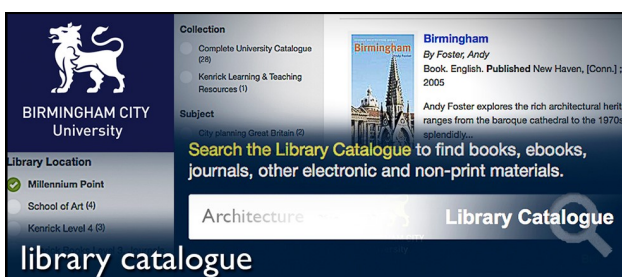 BIRMINGHAM CITY
University
Library Location
Millennium Point
School of Art (4)
Kenrick Level 4 (3)
Collection
Complete University Catalogue
(28)
Kenrick Learning & Teaching
Resources (1)
Subject
City planning Great Britain (2)
Birmingham
Andy Foster
Birmingham
By Foster, Andy
Book. English. Published New Haven, [Conn.] ;
2005
Andy Foster explores the rich architectural herit
ranges from the baroque cathedral to the 1970s
splendidly...
Search the Library Catalogue to find books, ebooks,
journals, other electronic and non-print materials.
Architecture
Library Catalogue
library catalogue